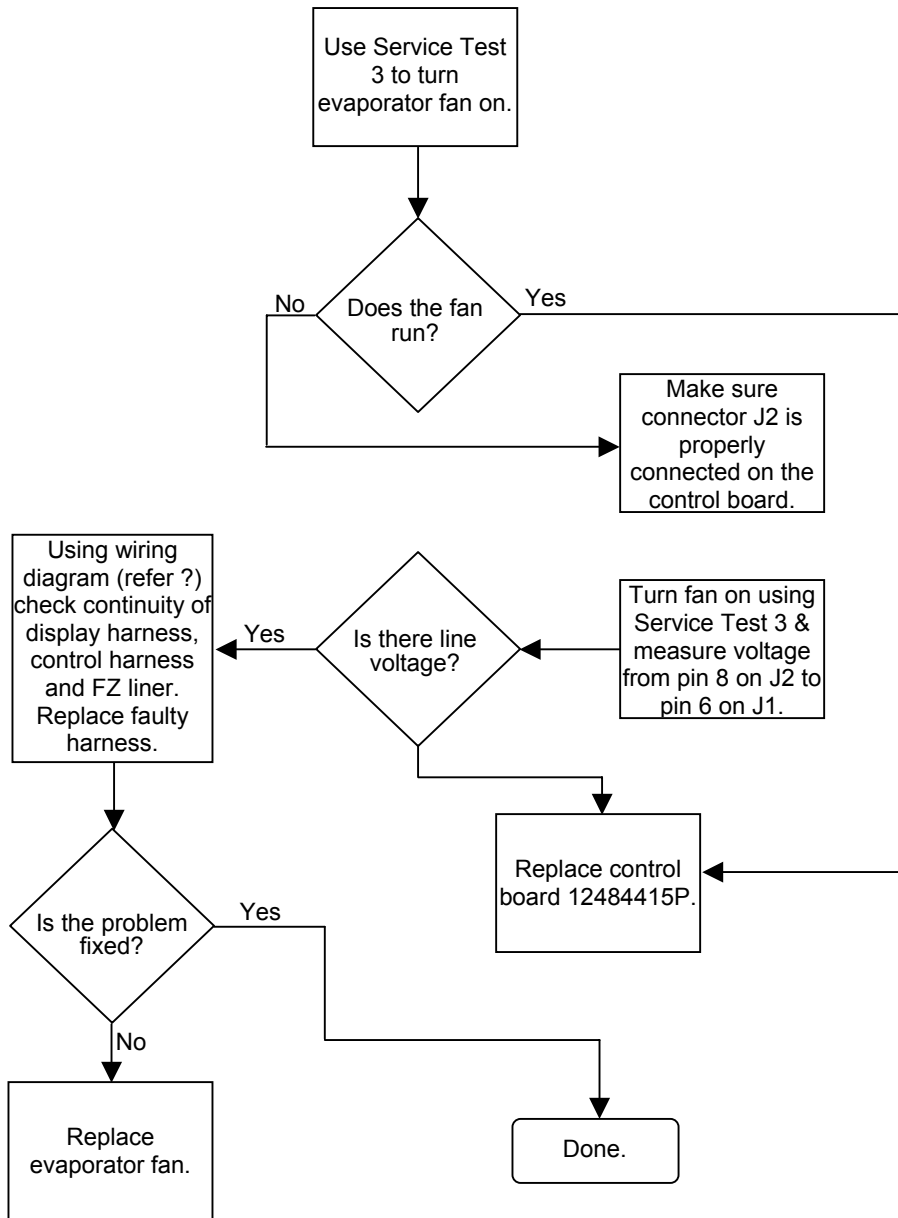 Use Service Test
3 to turn
evaporator fan on.
No
Yes
Does the fan
run?
Make sure
connector J2 is
properly
connected on the
control board.
Using wiring
diagram (refer ?)
check continuity of
display harness,
control harness
and FZ liner.
Replace faulty
harness.
Yes
Is there line
voltage?
Turn fan on using
Service Test 3 &
measure voltage
from pin 8 on J2 to
pin 6 on J1.
Replace control
board 12484415P.
Is the problem
fixed?
Yes
No
Replace
evaporator fan.
Done.